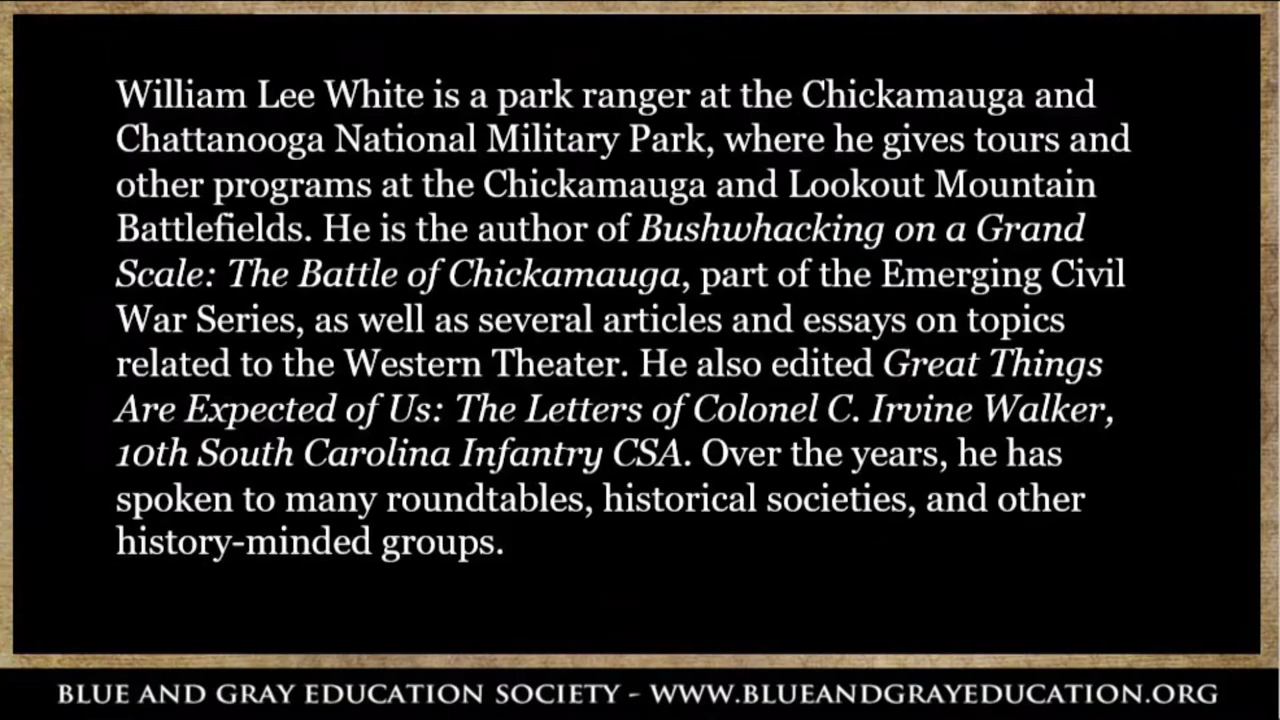 William Lee White is a park ranger at the Chickamauga and
Chattanooga National Military Park, where he gives tours and
other programs at the Chickamauga and Lookout Mountain
Battlefields. He is the author of Bushwhacking on a Grand
Scale: The Battle of Chickamauga, part of the Emerging Civil
War Series, as well as several articles and essays on topics
related to the Western Theater. He also edited Great Things
Are Expected of Us: The Letters of Colonel C. Irvine Walker,
10th South Carolina Infantry CSA. Over the years, he has
spoken to many roundtables, historical societies, and other
history-minded groups.
BLUE AND GRAY EDUCATION SOCIETY - WWW.BLUEANDGRAYEDUCATION.ORG